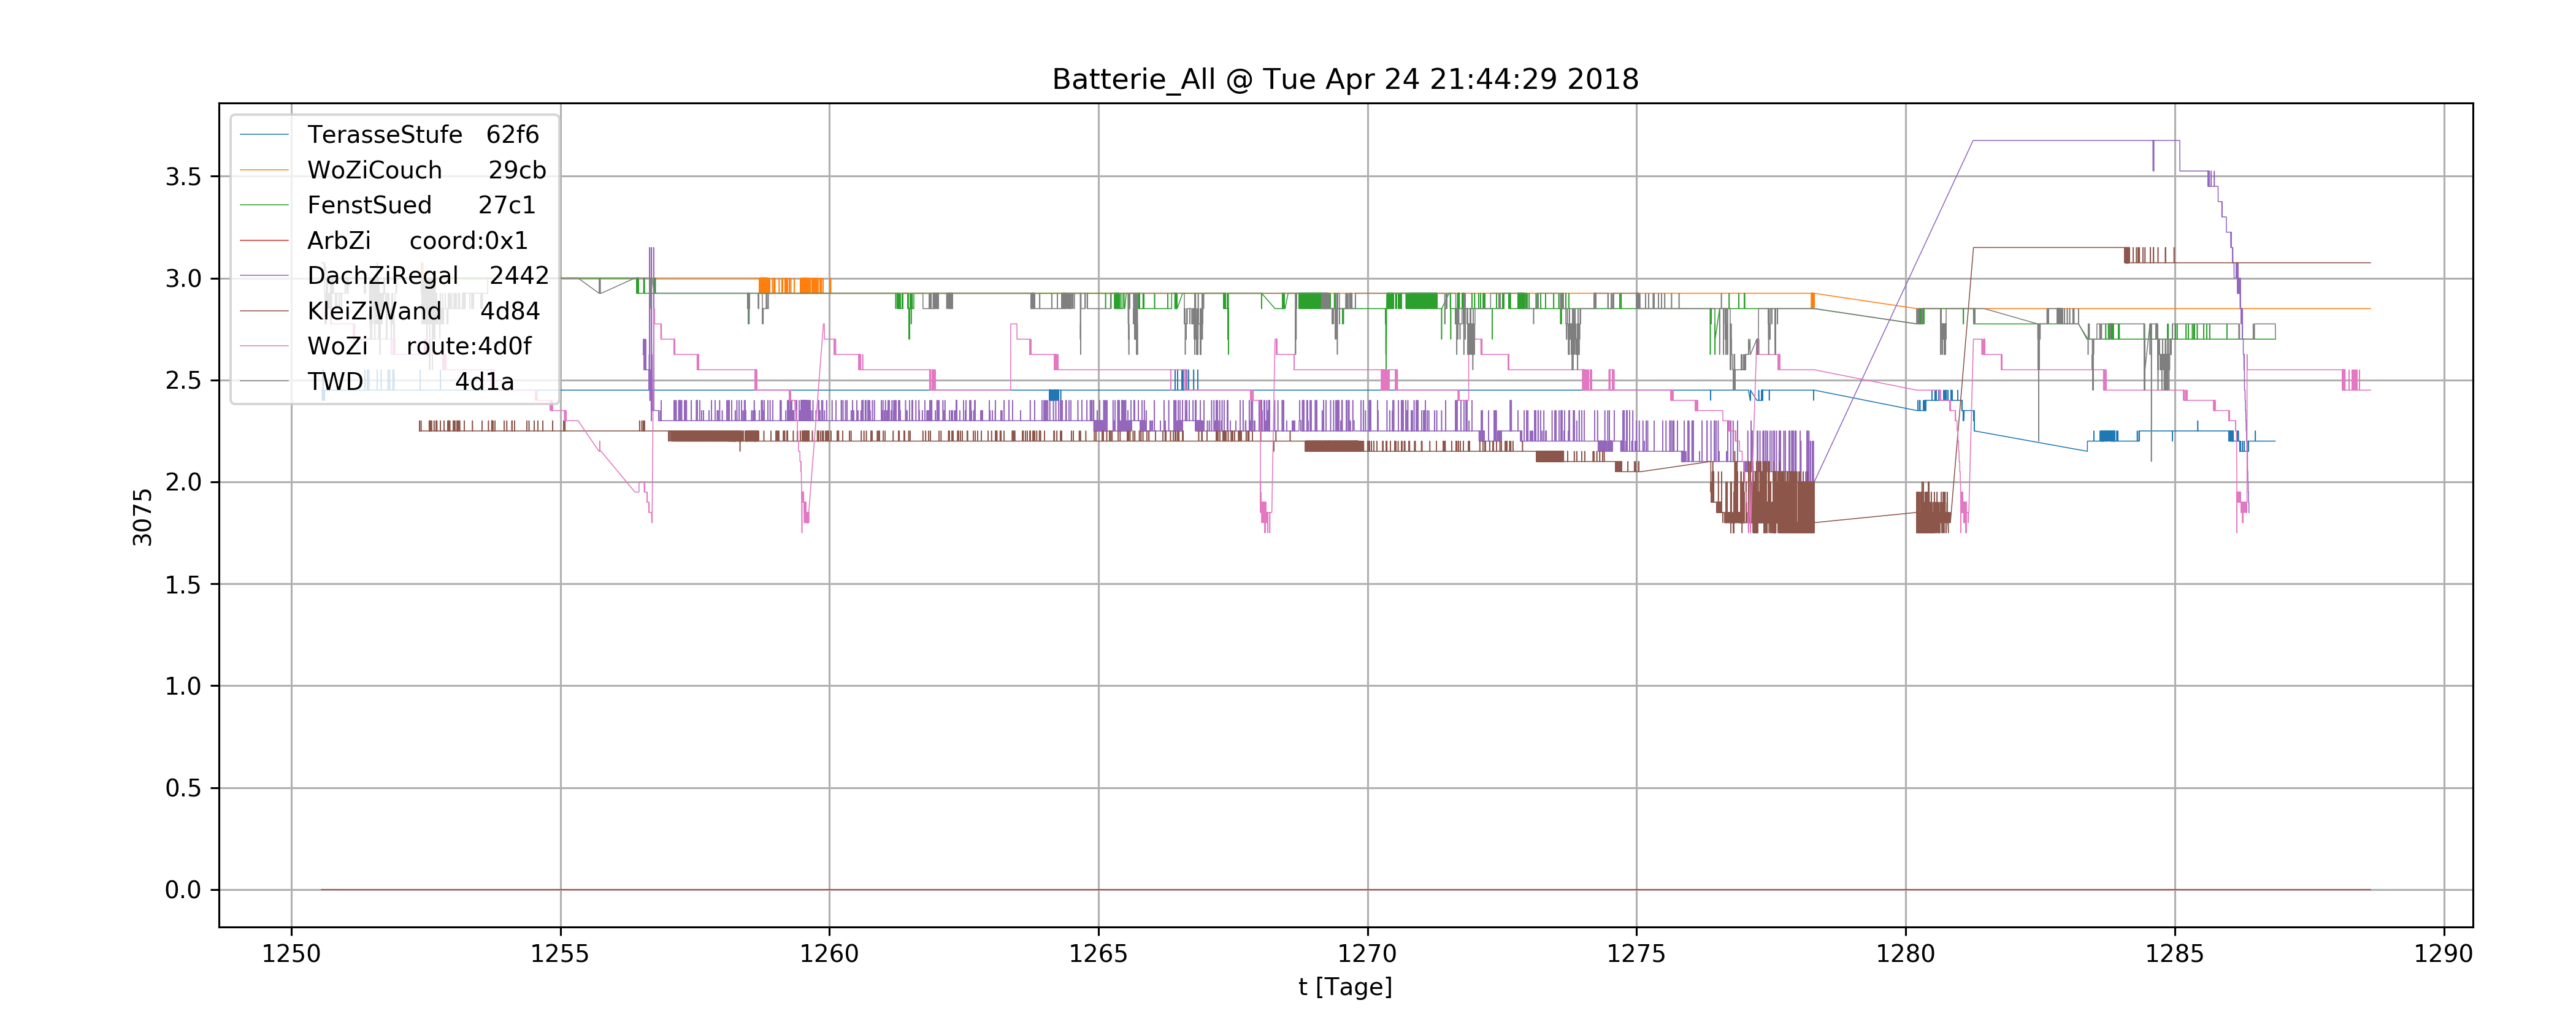 Batterie_All @ Tue Apr 24 21:44:29 2018
TerasseStufe 62f6
WoZiCouch 29cb
FenstSued 27c1
ArbZi coord:0x1
DachZiRegal 2442
KleiZiWand 4d84
WoZi route:4d0f
TWD 4d1a
3.5
3.0
2.5
2.0
1.5
1.0
0.5
0.0
3075
1250 1255 1260 1265 1270 1275 1280 1285 1290
t [Tage]